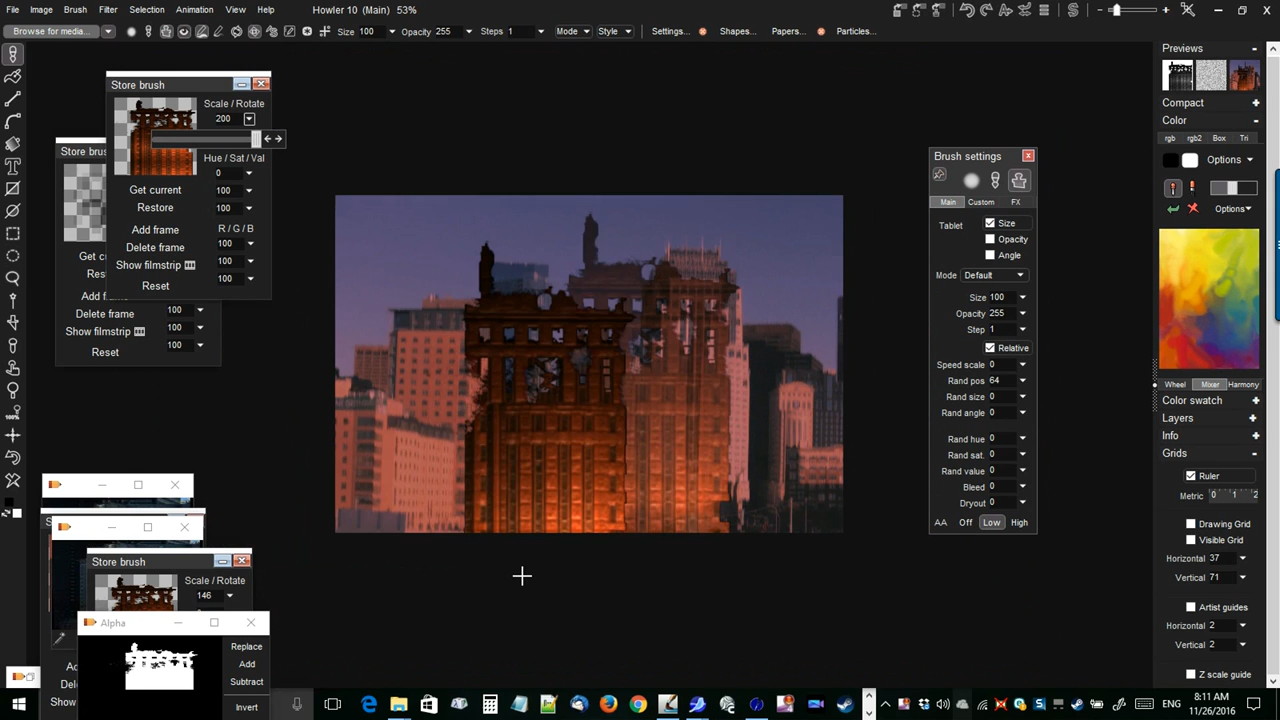 File Image Brush Filter Selection Animation View Help Howler 10 (Main) 53%
Browse for media... Size 100 Opacity 255 Steps 1 Mode Style Settings... Shapes... Papers... Particles...
Store brush
Scale / Rotate
200
Hue / Sat / Val
0
Get current 100
Restore 100
Add frame R / G / B
Delete frame 100
Show filmstrip 100
Reset 100
Delete frame 100
Show filmstrip 100
Reset 100
Store brush
Scale / Rotate
146
Alpha
Replace
Add
Subtract
Invert
Brush settings
Main Custom FX
Tablet Size
Opacity
Angle
Mode Default
Size 100
Opacity 255
Step 1
Relative
Speed scale 0
Rand pos 64
Rand size 0
Rand angle 0
Rand hue 0
Rand sat. 0
Rand value 0
Bleed 0
Dryout 0
AA Off Low High
Previews
Compact
Color
rgb rgb2 Box Tri
Options
Options
Wheel Mixer Harmony
Color swatch
Layers
Info
Grids
Ruler
Metric 0 1 2
Drawing Grid
Visible Grid
Horizontal 37
Vertical 71
Artist guides
Horizontal 2
Vertical 2
Z scale guide
100%
8:11 AM
ENG 11/26/2016